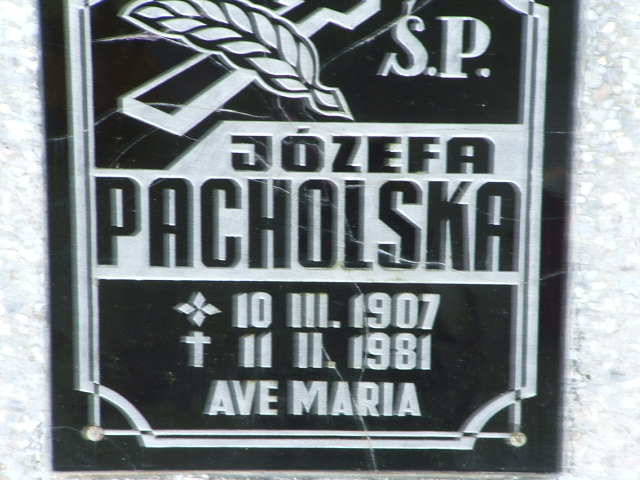 Ś.P.
JÓZEFA
PACHOLSKA
10 III. 1907
† 11 II. 1981
AVE MARIA